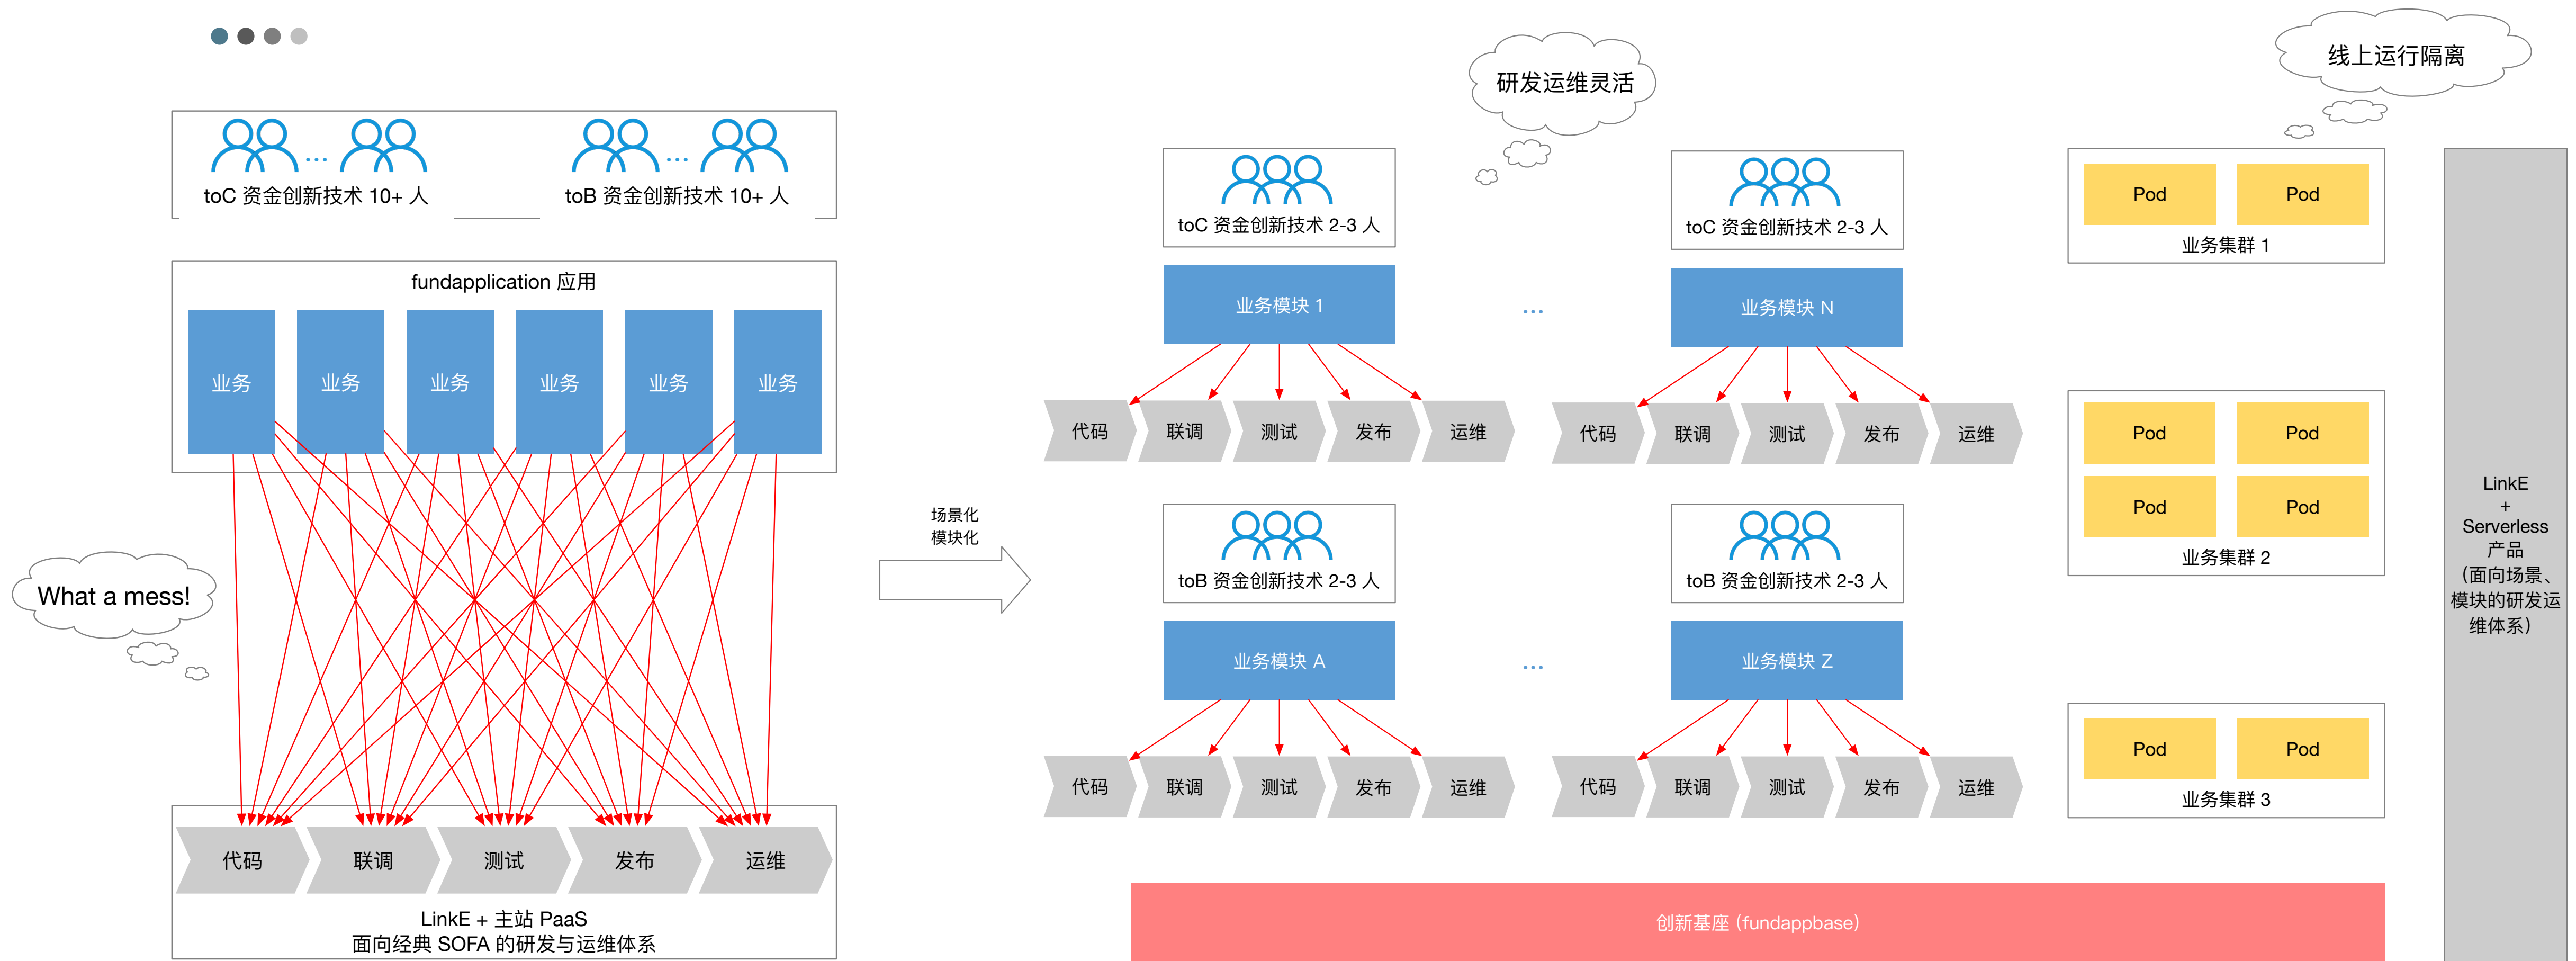 toC 资金创新技术 10+ 人
toB 资金创新技术 10+ 人
fundapplication 应用
业务
业务
业务
业务
业务
业务
What a mess!
代码
联调
测试
发布
运维
LinkE + 主站 PaaS
面向经典 SOFA 的研发与运维体系
场景化
模块化
研发运维灵活
toC 资金创新技术 2-3 人
业务模块 1
代码
联调
测试
发布
运维
...
toC 资金创新技术 2-3 人
业务模块 N
代码
联调
测试
发布
运维
toB 资金创新技术 2-3 人
业务模块 A
代码
联调
测试
发布
运维
...
toB 资金创新技术 2-3 人
业务模块 Z
代码
联调
测试
发布
运维
线上运行隔离
Pod
Pod
业务集群 1
Pod
Pod
Pod
Pod
业务集群 2
Pod
Pod
业务集群 3
创新基座 (fundappbase)
LinkE
+
Serverless
产品
（面向场景、
模块的研发运
维体系）